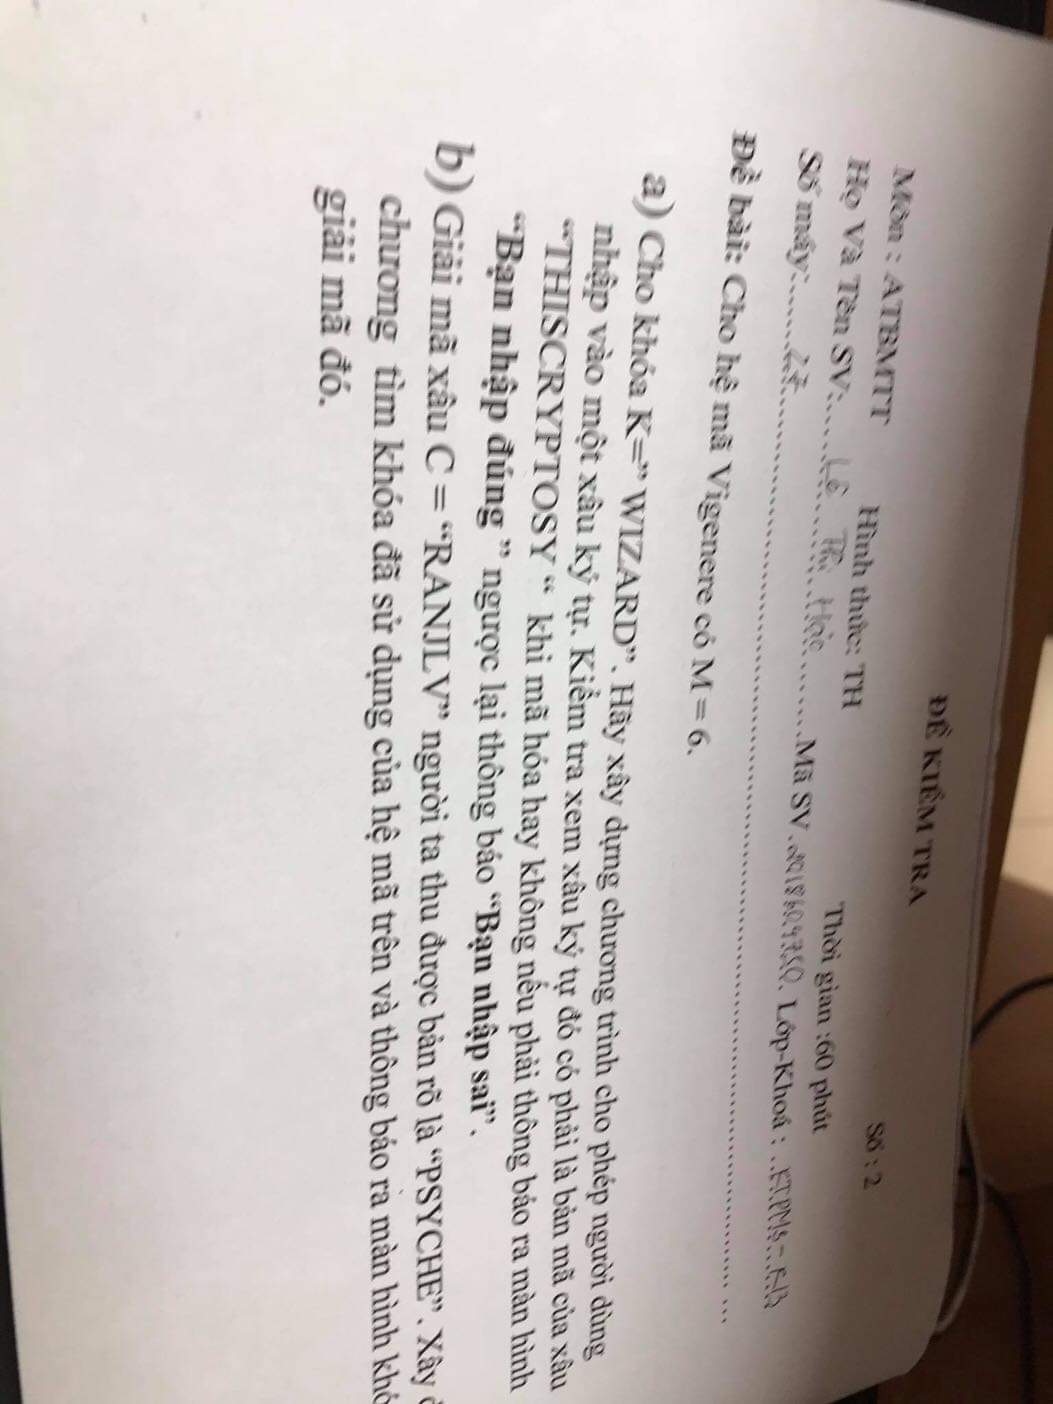 ĐỀ KIỂM TRA
Số : 2
Môn : ATBMTT Hình thức: TH Thời gian :60 phút
Họ Và Tên SV:.... Lê Thị .........Mã SV. Lớp-Khoá : ..
Số máy:...... 27.............................................................................................................. ...
Đề bài: Cho hệ mã Vigenere có M = 6.
a) Cho khóa K=” WIZARD”. Hãy xây dựng chương trình cho phép người dùng
nhập vào một xâu ký tự. Kiểm tra xem xâu ký tự đó có phải là bản mã của xâu
“THISCRYPTOSY “ khi mã hóa hay không nếu phải thông báo ra màn hình
“Bạn nhập đúng ” ngược lại thông báo “Bạn nhập sai”.
b) Giải mã xâu C = “RANJLV” người ta thu được bản rõ là “PSYCHE”. Xây
chương tìm khóa đã sử dụng của hệ mã trên và thông báo ra màn hình
giải mã đó.